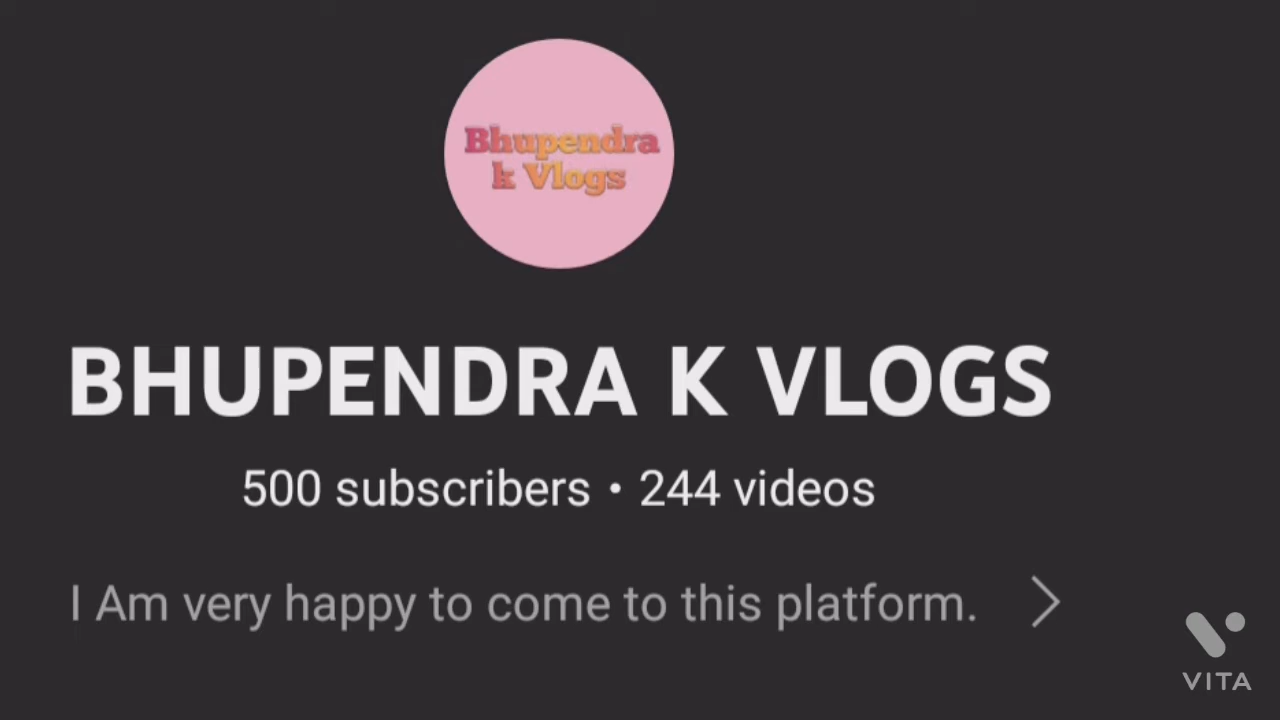 Bhupendra
k Vlogs
BHUPENDRA K VLOGS
500 subscribers • 244 videos
I Am very happy to come to this platform.
VITA